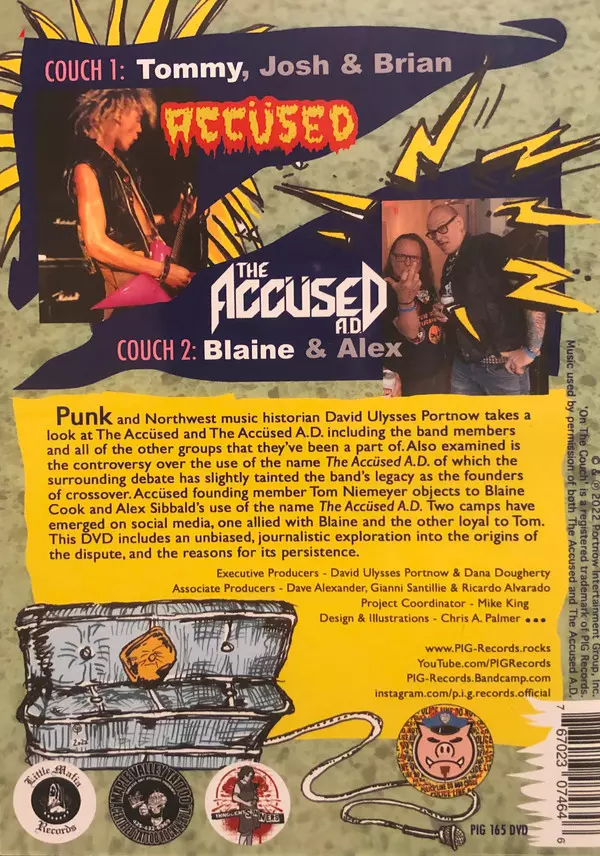 COUCH 1: Tommy, Josh & Brian
ACCÜSED
THE
ACCÜSED
A.D.
COUCH 2: Blaine & Alex
Punk and Northwest music historian David Ulysses Portnow takes a
look at The Accüsed and The Accüsed A.D. including the band members
and all of the other groups that they've been a part of. Also examined is
the controversy over the use of the name The Accüsed A.D. of which the
surrounding debate has slightly tainted the band's legacy as the founders
of crossover. Accüsed founding member Tom Niemeyer objects to Blaine
Cook and Alex Sibbald's use of the name The Accüsed A.D. Two camps have
emerged on social media, one allied with Blaine and the other loyal to Tom.
This DVD includes an unbiased, journalistic exploration into the origins of
the dispute, and the reasons for its persistence.
Executive Producers - David Ulysses Portnow & Dana Dougherty
Associate Producers - Dave Alexander, Gianni Santillie & Ricardo Alvarado
Project Coordinator - Mike King
Design & Illustrations - Chris A. Palmer •••
www.PIG-Records.rocks
YouTube.com/PIGRecords
PIG-Records.Bandcamp.com
instagram.com/p.i.g.records.official
© & ℗ 2022 Portnow Intertainment Group, Inc.
'On The Couch' is a registered trademark of PIG Records.
Music used by permission of both The Accused and The Accused A.D.
Little Mafia
Records
PIG 165 DVD
7 67023 07464 6